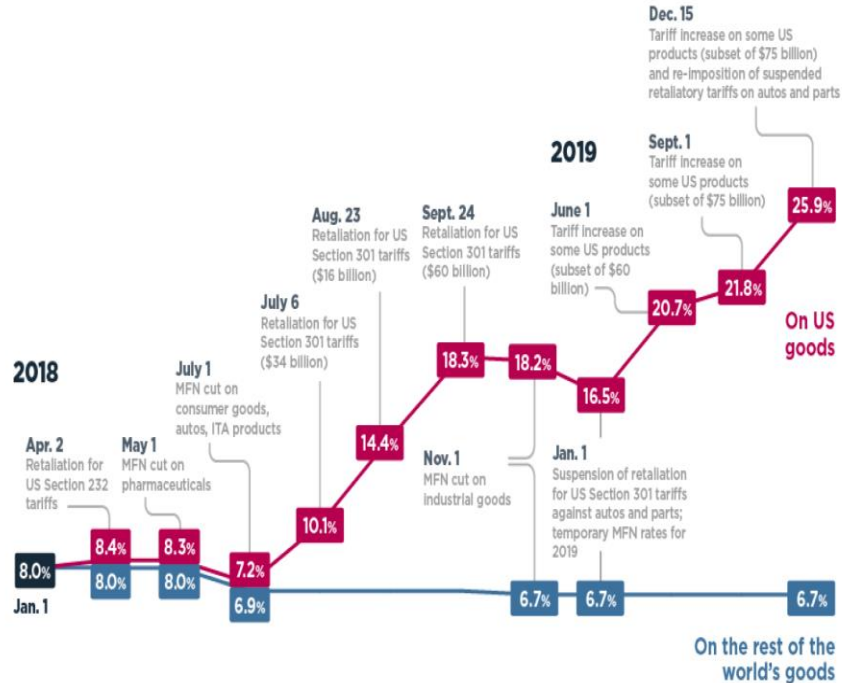 Dec. 15
Tariff increase on some US
products (subset of $75 billion)
and re-imposition of suspended
retaliatory tariffs on autos and parts
2019
Sept. 1
Tariff increase on
some US products
(subset of $75 billion)
25.9%
Aug. 23
Retaliation for US
Section 301 tariffs
($16 billion)
Sept. 24
Retaliation for US
Section 301 tariffs
($60 billion)
June 1
Tariff increase on
some US products
(subset of $60
billion)
21.8%
20.7%
On US
goods
July 6
Retaliation for US
Section 301 tariffs
($34 billion)
18.3%
18.2%
16.5%
2018
July 1
MFN cut on
consumer goods,
autos, ITA products
14.4%
Apr. 2
Retaliation for
US Section 232
tariffs
May 1
MFN cut on
pharmaceuticals
Nov. 1
MFN cut on
industrial goods
Jan. 1
Suspension of retaliation
for US Section 301 tariffs
against autos and parts;
temporary MFN rates for
2019
10.1%
8.0%
Jan. 1
8.4%
8.0%
8.3%
8.0%
7.2%
6.9%
6.7%
6.7%
6.7%
On the rest of the
world's goods